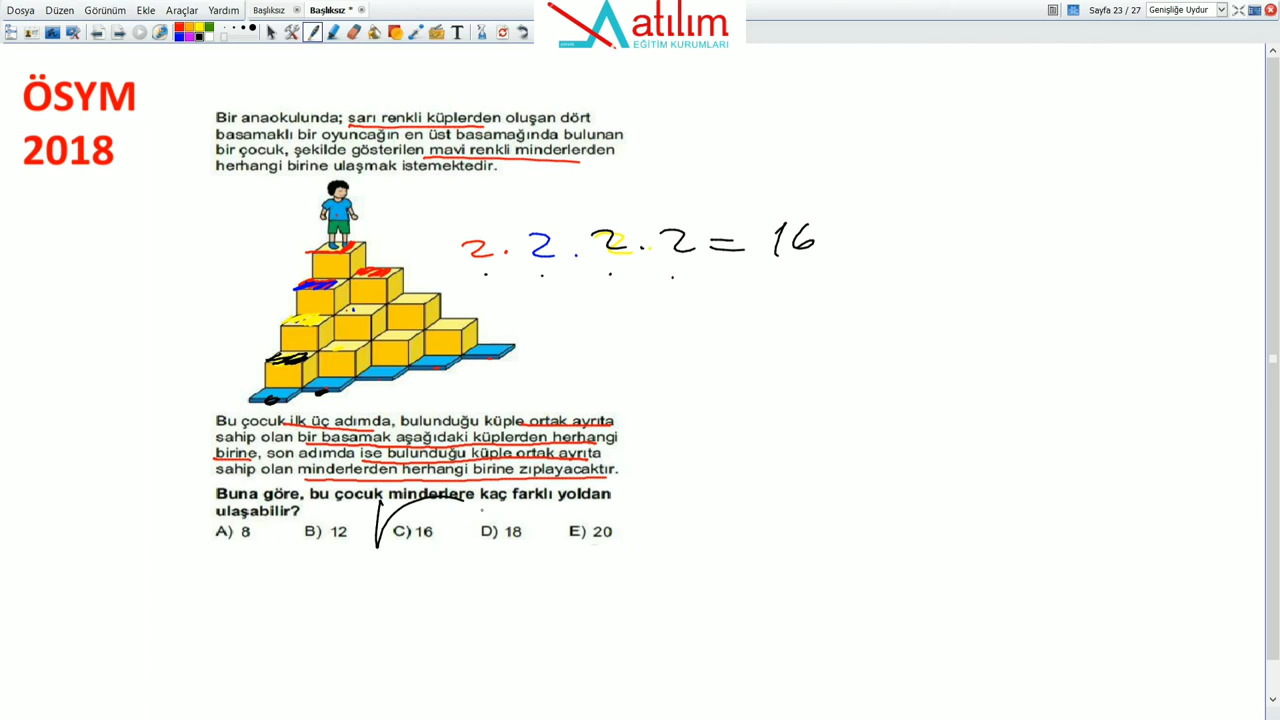 Dosya Düzen Görünüm Ekle Araçlar Yardım
Başlıksız
Başlıksız *
Sayfa 23 / 27
Genişliğe Uydur
atılım
EĞİTİM KURUMLARI
ÖSYM
2018
Bir anaokulunda; sarı renkli küplerden oluşan dört
basamaklı bir oyuncağın en üst basamağında bulunan
bir çocuk, şekilde gösterilen mavi renkli minderlerden
herhangi birine ulaşmak istemektedir.
2 . 2 . 2 . 2 = 16
Bu çocuk ilk üç adımda, bulunduğu küple ortak ayrıta
sahip olan bir basamak aşağıdaki küplerden herhangi
birine, son adımda ise bulunduğu küple ortak ayrıta
sahip olan minderlerden herhangi birine zıplayacaktır.
Buna göre, bu çocuk minderlere kaç farklı yoldan
ulaşabilir?
A) 8 B) 12 C) 16 D) 18 E) 20